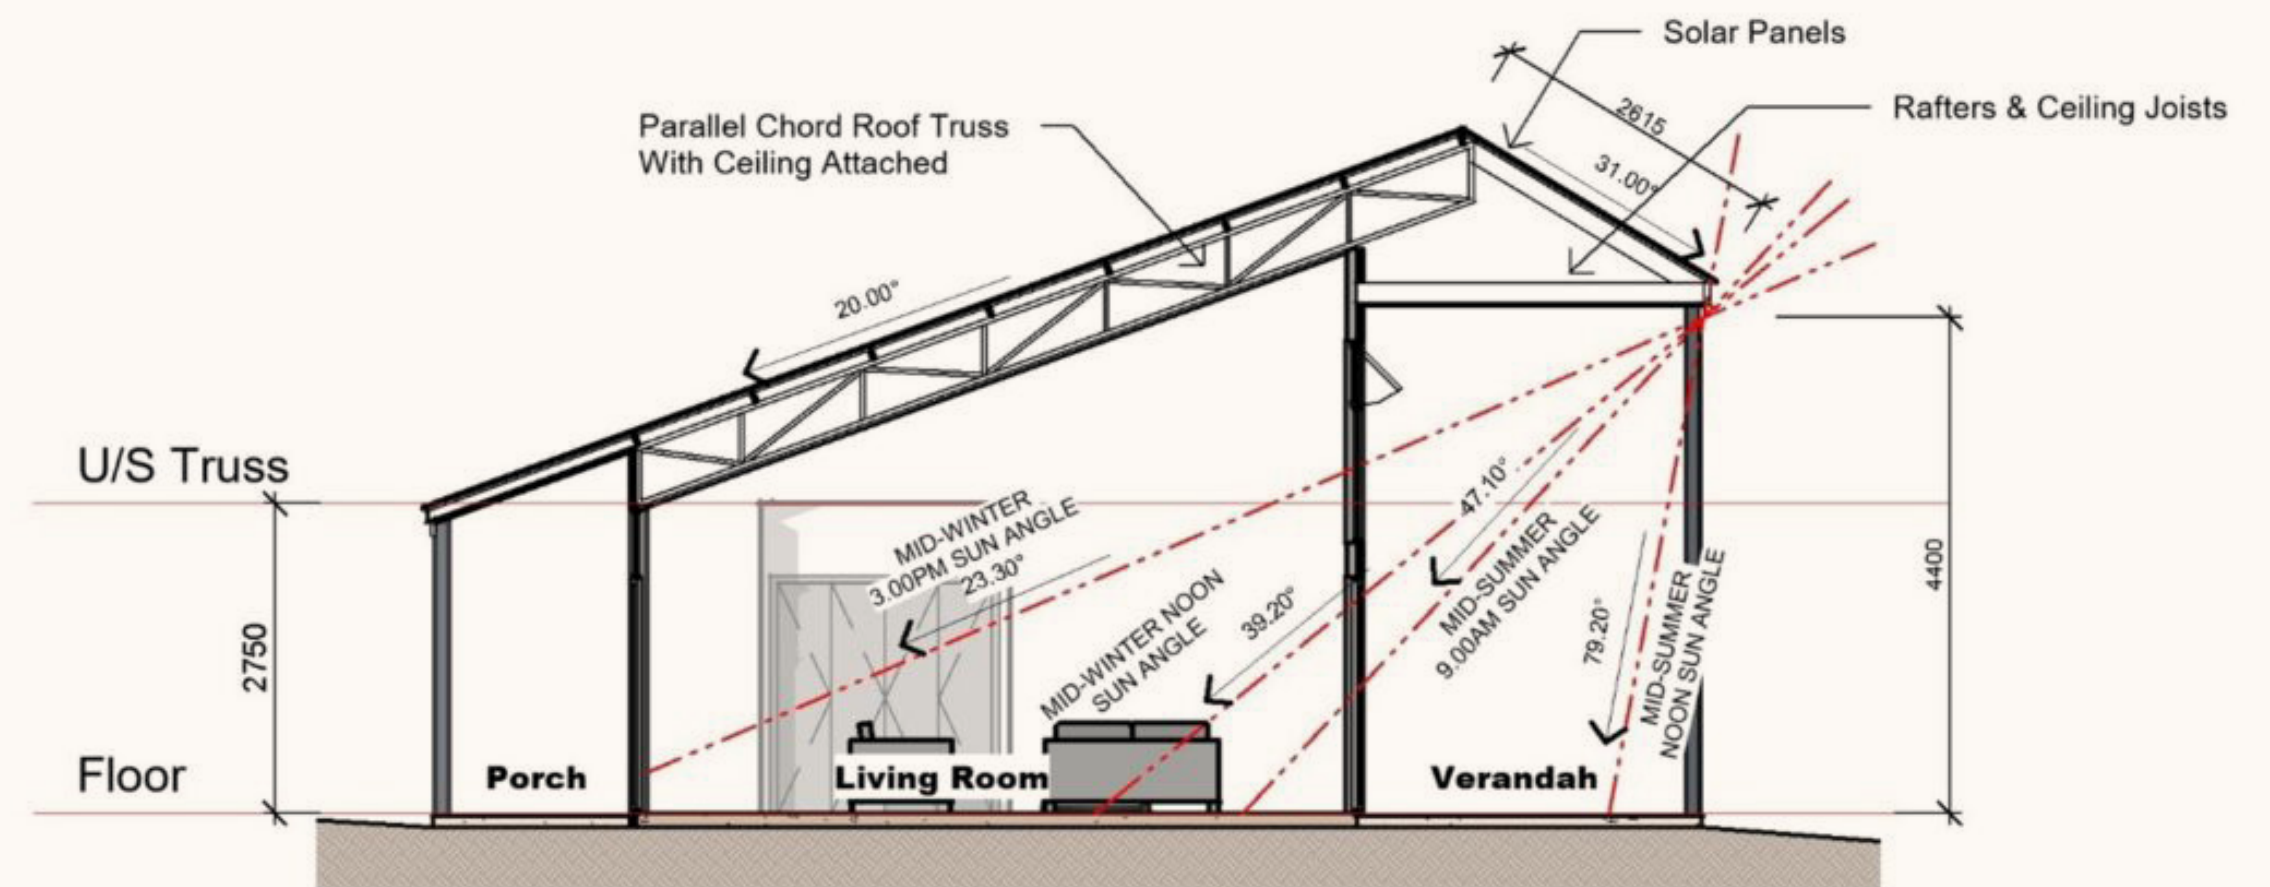 Solar Panels
2615
Rafters & Ceiling Joists
31.00°
Parallel Chord Roof Truss
With Ceiling Attached
20.00°
U/S Truss
MID-WINTER
3.00PM SUN ANGLE
23.30°
MID-WINTER NOON
SUN ANGLE
39.20°
47.10°
MID-SUMMER
9.00AM SUN ANGLE
79.20°
MID-SUMMER
NOON SUN ANGLE
4400
27750
Floor
Porch
Living Room
Verandah